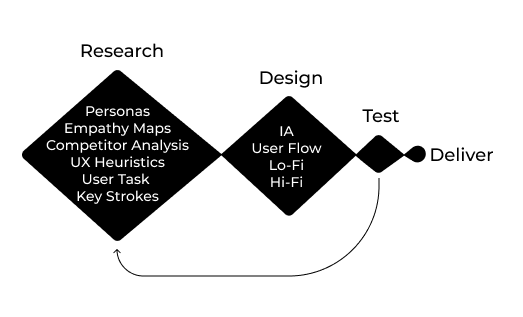 Research
Personas
Empathy Maps
Competitor Analysis
UX Heuristics
User Task
Key Strokes
Design
IA
User Flow
Lo-Fi
Hi-Fi
Test
Deliver